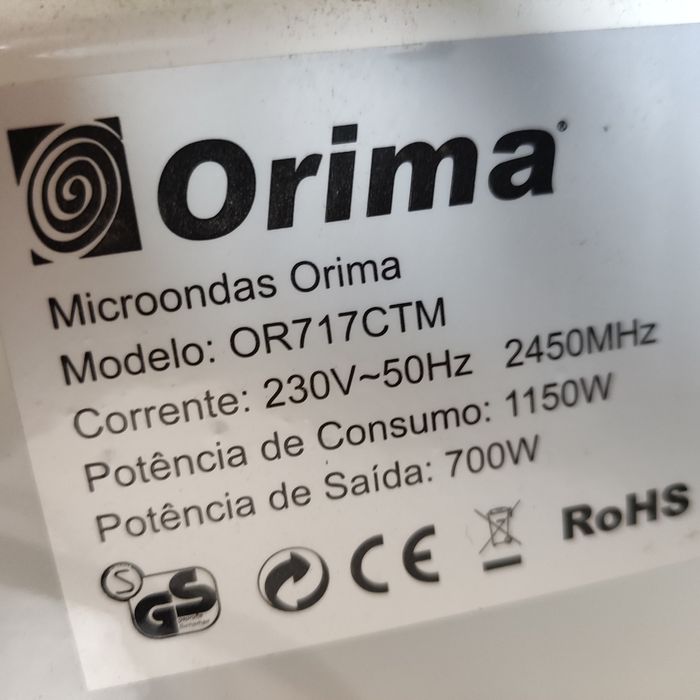 Orima®
Microondas Orima
Modelo: OR717CTM
Corrente: 230V~50Hz 2450MHz
Potência de Consumo: 1150W
Potência de Saída: 700W
S GS CE RoHS